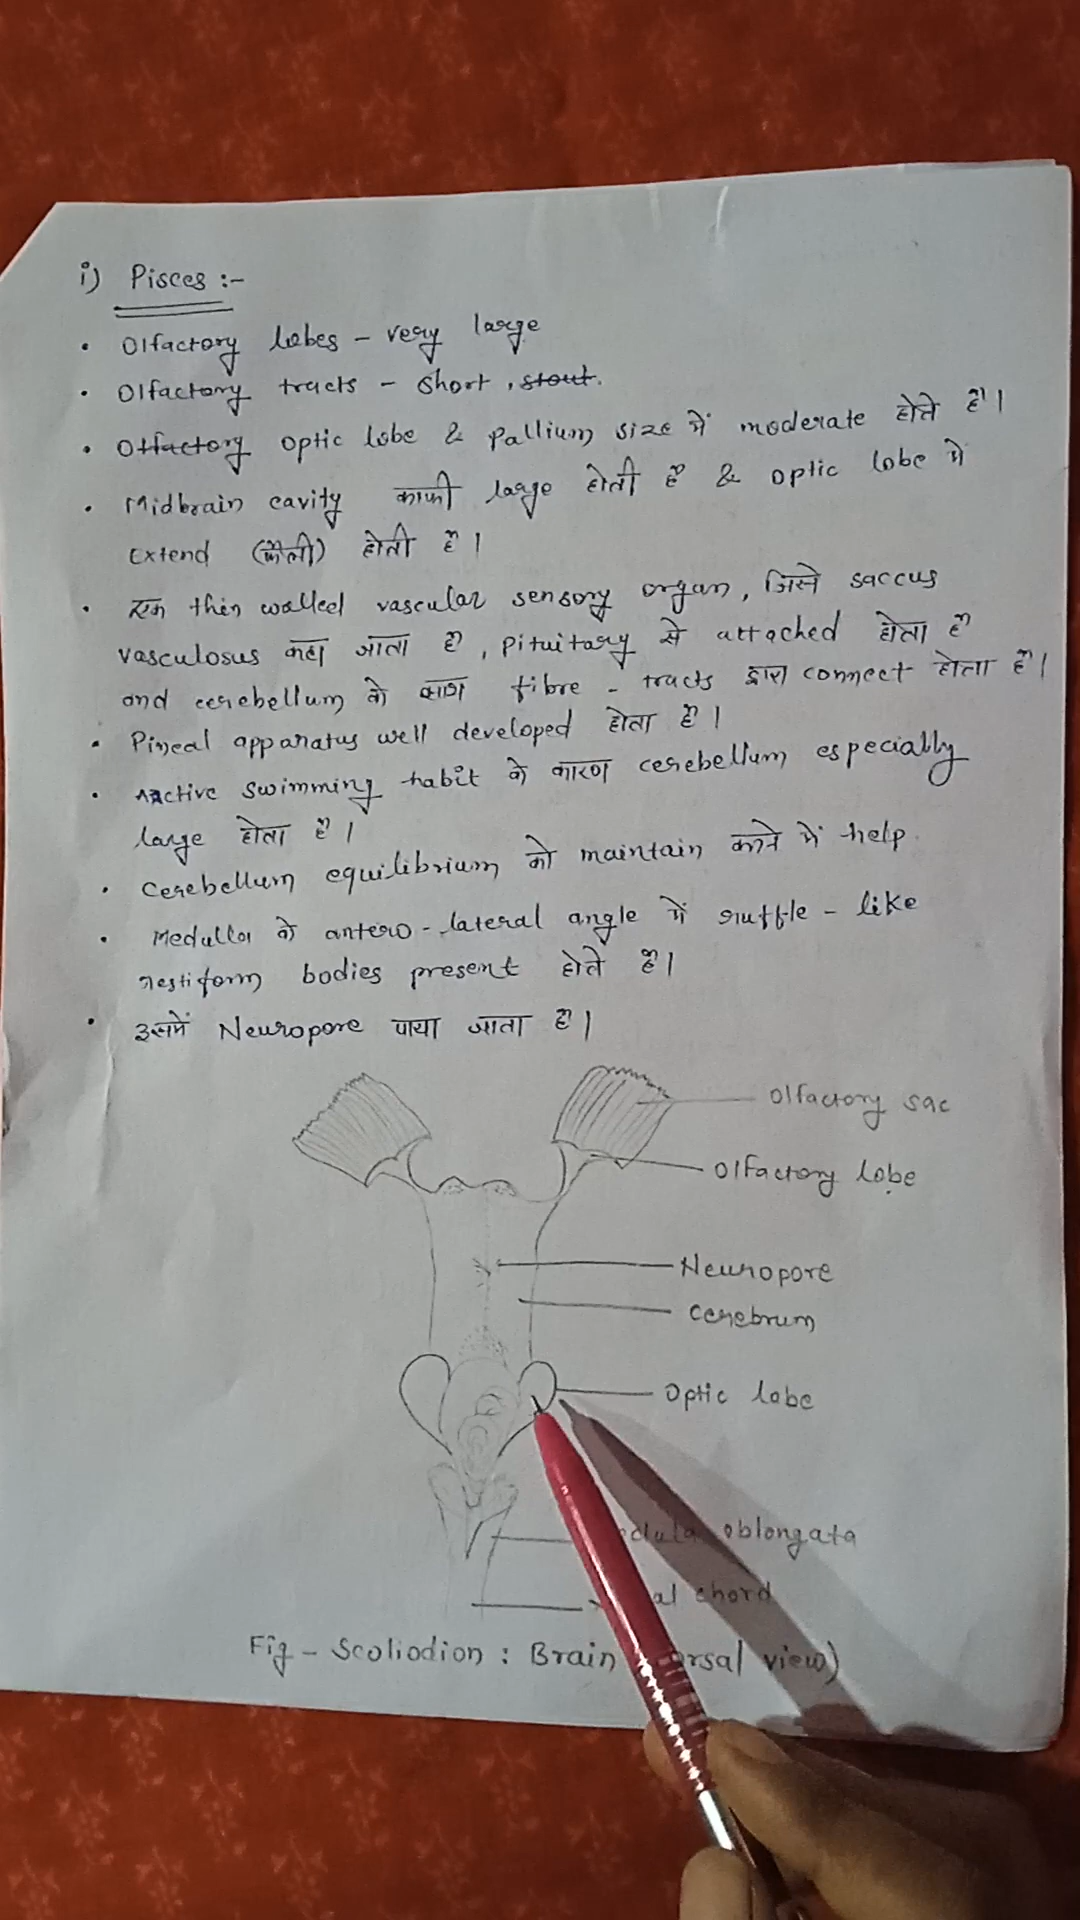 i) Pisces :-
• Olfactory lobes - very large
• Olfactory tracts - short, stout.
• Olfactory optic lobe & pallium size में moderate होते हैं।
• Midbrain cavity काफी large होती है & optic lobe में
extend (फैली) होती है।
• एक thin walled vascular sensory organ, जिसे saccus
vasculosus कहा जाता है, pituitary से attached होता है
and cerebellum के साथ fibre - tracts द्वारा connect होता है।
• Pineal apparatus well developed होता है।
• Active swimming habit के कारण cerebellum especially
large होता है।
• Cerebellum equilibrium को maintain करने में help.
• Medulla के antero-lateral angle में ruffle-like
restiform bodies present होते हैं।
• इसमें Neuropore पाया जाता है।
Olfactory sac
Olfactory lobe
Neuropore
Cerebrum
Optic lobe
oblongata
chord
Fig - Scoliodion : Brain view)